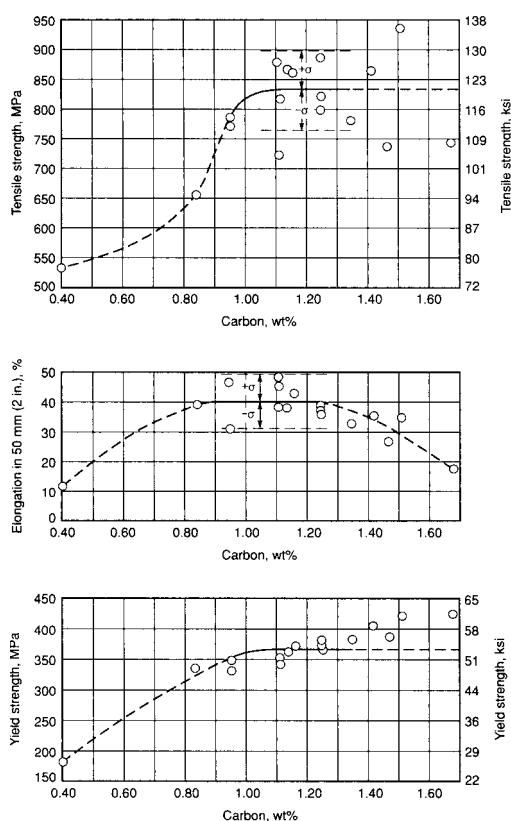 950
900
850
800
750
700
650
600
550
500
Tensile strength, MPa
138
130
123
116
109
101
94
87
80
72
Tensile strength, ksi
+σ
-σ
0.40 0.60 0.80 1.00 1.20 1.40 1.60
Carbon, wt%
50
40
30
20
10
0
Elongation in 50 mm (2 in.), %
+σ
-σ
0.40 0.60 0.80 1.00 1.20 1.40 1.60
Carbon, wt%
450
400
350
300
200
150
Yield strength, MPa
65
58
51
44
36
29
22
Yield strength, ksi
0.40 0.60 0.80 1.00 1.20 1.40 1.60
Carbon, wt%